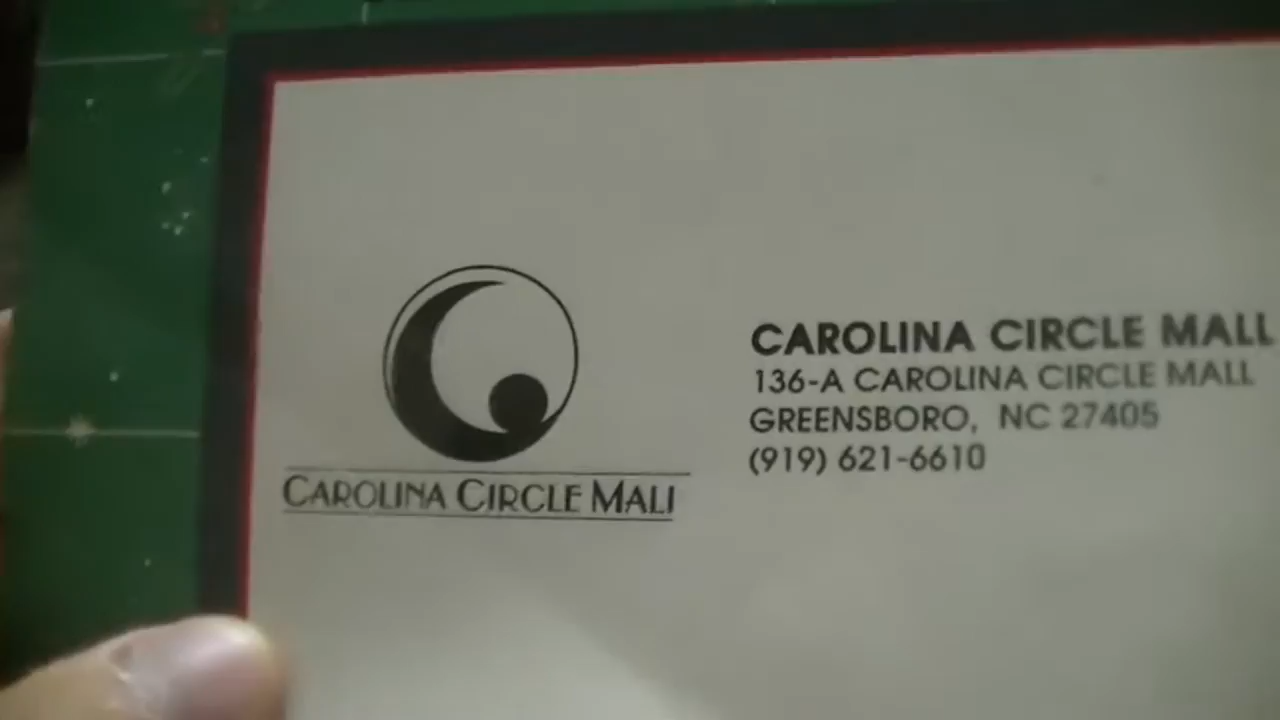 CAROLINA CIRCLE MALL
CAROLINA CIRCLE MALL
136-A CAROLINA CIRCLE MALL
GREENSBORO, NC 27405
(919) 621-6610